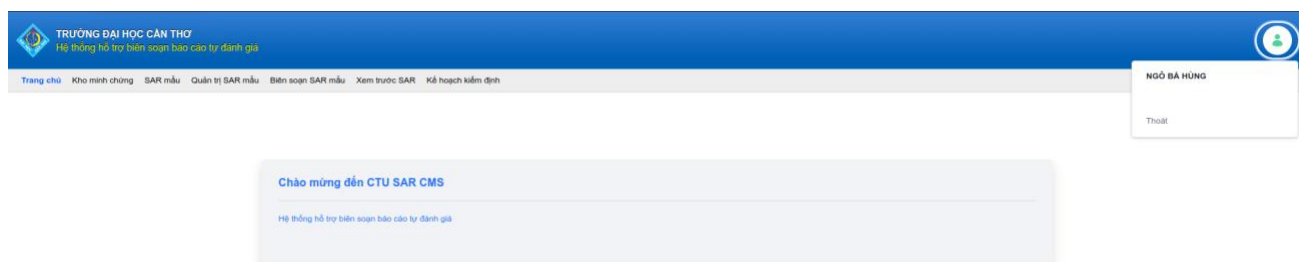 TRƯỜNG ĐẠI HỌC CẦN THƠ
Hệ thống hỗ trợ biên soạn báo cáo tự đánh giá
Trang chủ Kho minh chứng SAR mẫu Quản trị SAR mẫu Biên soạn SAR mẫu Xem trước SAR Kế hoạch kiểm định
NGÔ BÁ HÙNG
Thoát
Chào mừng đến CTU SAR CMS
Hệ thống hỗ trợ biên soạn báo cáo tự đánh giá